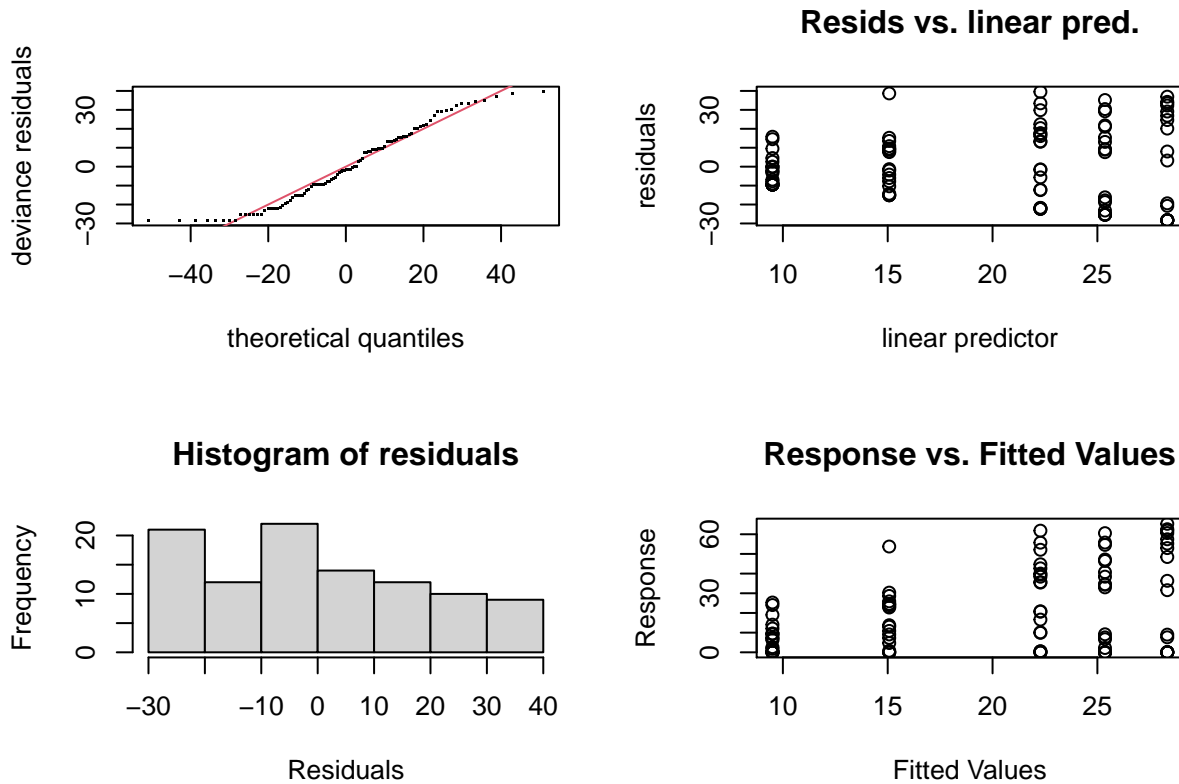 deviance residuals
30
0
−30
−40
−20
0
20
40
theoretical quantiles
Resids vs. linear pred.
residuals
30
0
−30
10
15
20
25
linear predictor
Histogram of residuals
Frequency
20
10
0
−30
−10
0
10
20
30
40
Residuals
Response vs. Fitted Values
Response
60
30
0
10
15
20
25
Fitted Values